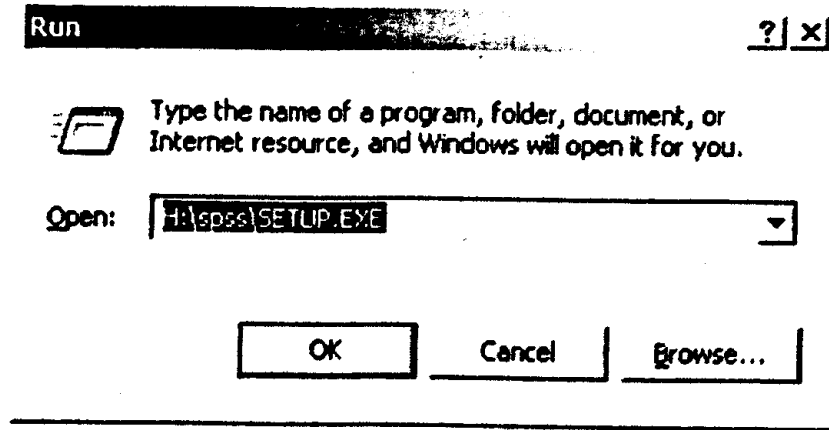 Run ? ×
Type the name of a program, folder, document, or
Internet resource, and Windows will open it for you.
Open: H:\spss\SETUP.EXE
OK Cancel Browse...